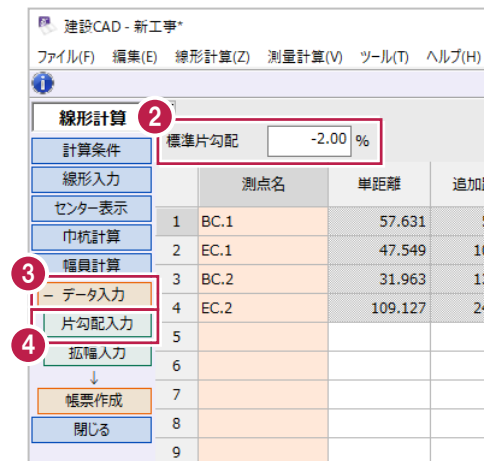 建設CAD - 新工事*
ファイル(F) 編集(E) 線形計算(Z) 測量計算(V) ツール(T) ヘルプ(H)
線形計算
2
標準片勾配 -2.00 %
計算条件
線形入力
センター表示
巾杭計算
幅員計算
3
− データ入力
片勾配入力
4
拡幅入力
↓
帳票作成
閉じる
測点名 単距離
1 BC.1 57.631
2 EC.1 47.549
3 BC.2 31.963
4 EC.2 109.127
5
6
7
8
9